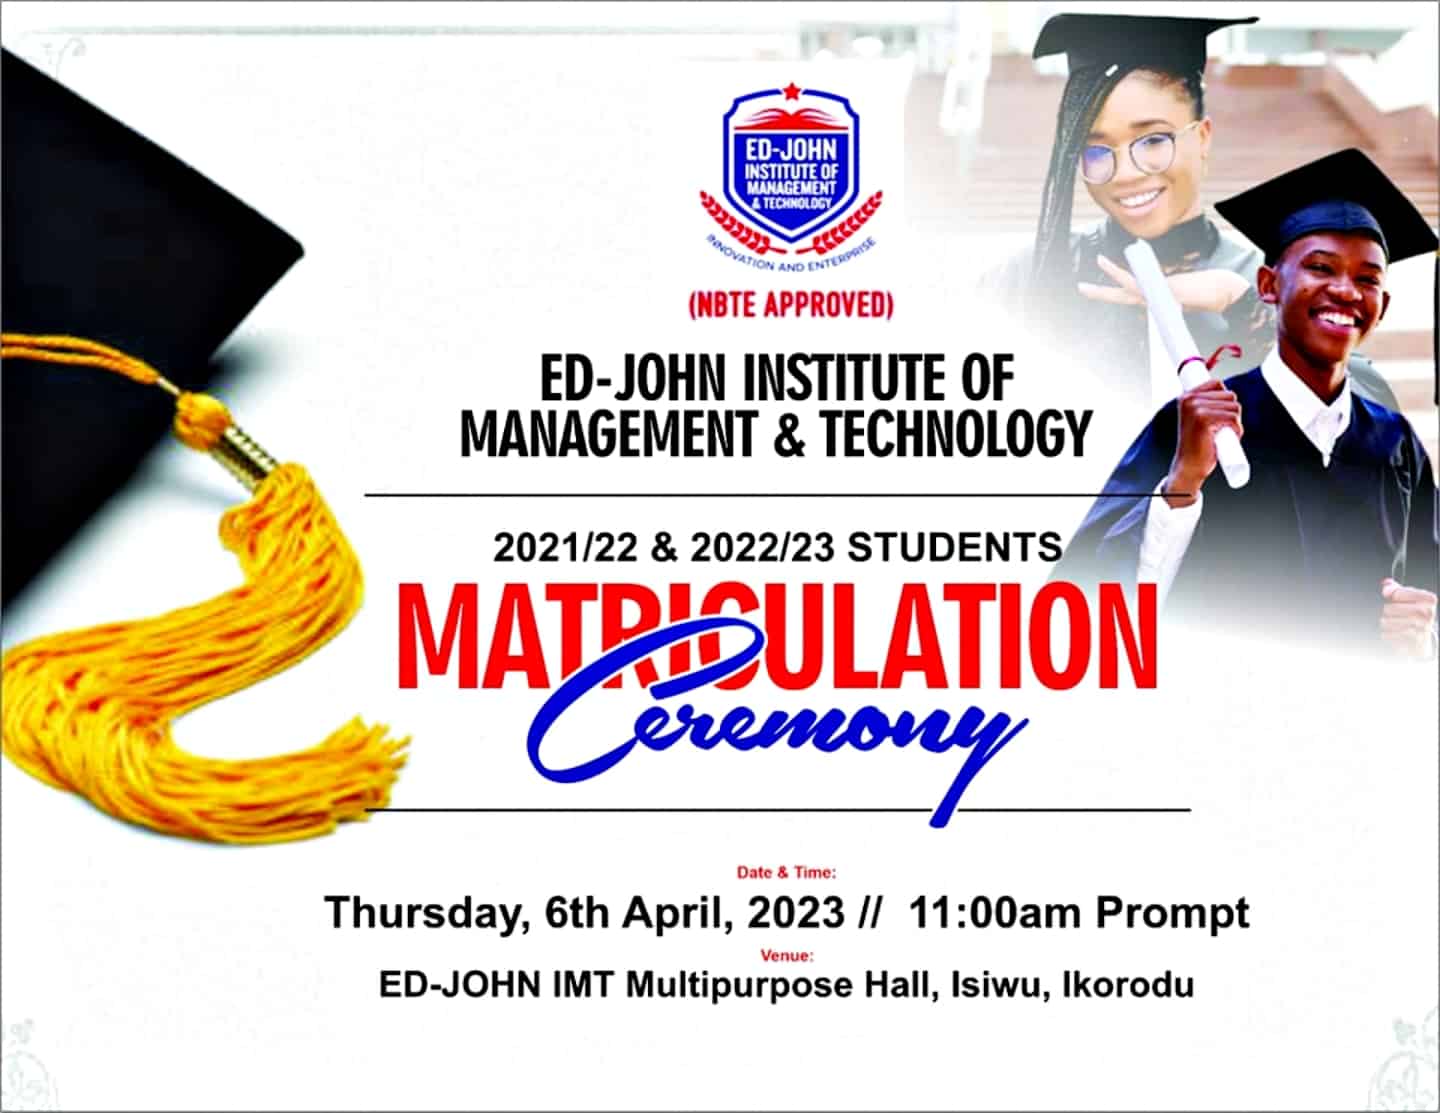 ED-JOHN
INSTITUTE OF
MANAGEMENT
& TECHNOLOGY
INNOVATION AND ENTERPRISE
(NBTE APPROVED)
ED-JOHN INSTITUTE OF
MANAGEMENT & TECHNOLOGY
2021/22 & 2022/23 STUDENTS
MATRICULATION
Ceremony
Date & Time:
Thursday, 6th April, 2023 // 11:00am Prompt
Venue:
ED-JOHN IMT Multipurpose Hall, Isiwu, Ikorodu